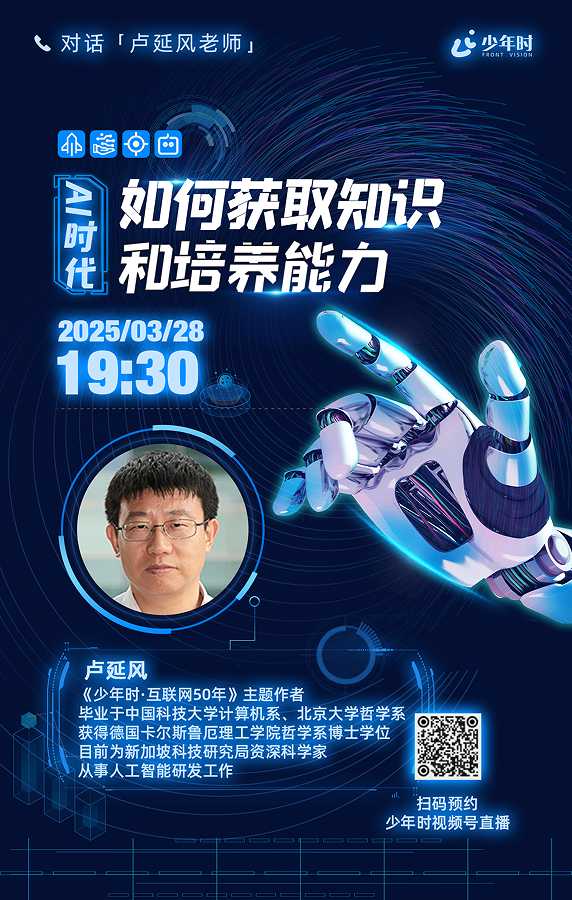 对话「卢延风老师」
少年时
FRONT VISION
AI时代
如何获取知识
和培养能力
2025/03/28
19:30
卢延风
《少年时·互联网50年》主题作者
毕业于中国科技大学计算机系、北京大学哲学系
获得德国卡尔斯鲁厄理工学院哲学系博士学位
目前为新加坡科技研究局资深科学家
从事人工智能研发工作
扫码预约
少年时视频号直播